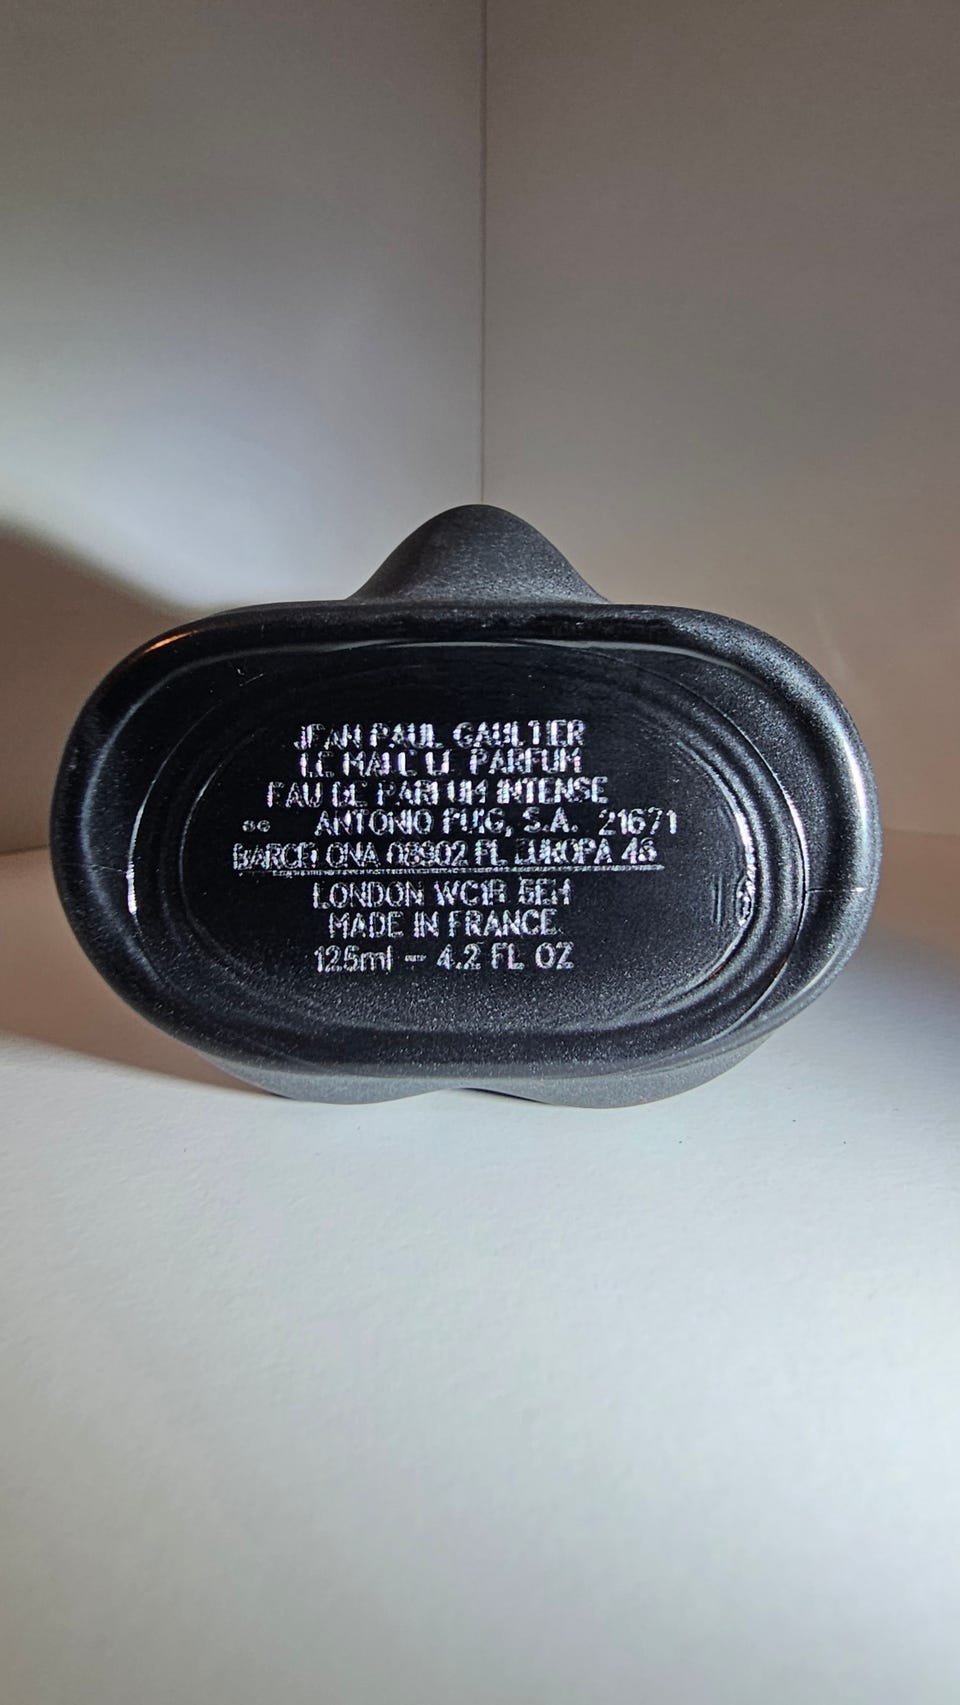 JEAN PAUL GAULTIER
LE MALE LE PARFUM
EAU DE PARFUM INTENSE
ANTONIO PUIG, S.A. 21671
BARCELONA 08902 PL EUROPA 46
LONDON WC1R 5EH
MADE IN FRANCE
125ml - 4.2 FL OZ